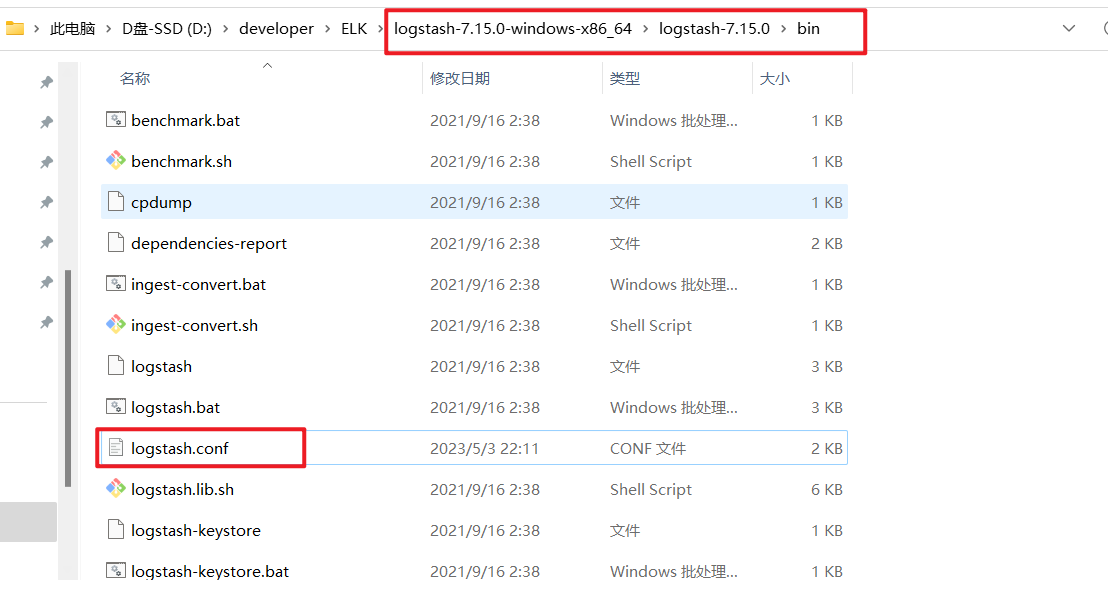 此电脑 > D盘-SSD (D:) > developer > ELK > logstash-7.15.0-windows-x86_64 > logstash-7.15.0 > bin
名称 修改日期 类型 大小
benchmark.bat 2021/9/16 2:38 Windows 批处理... 1 KB
benchmark.sh 2021/9/16 2:38 Shell Script 1 KB
cpdump 2021/9/16 2:38 文件 1 KB
dependencies-report 2021/9/16 2:38 文件 2 KB
ingest-convert.bat 2021/9/16 2:38 Windows 批处理... 1 KB
ingest-convert.sh 2021/9/16 2:38 Shell Script 1 KB
logstash 2021/9/16 2:38 文件 3 KB
logstash.bat 2021/9/16 2:38 Windows 批处理... 3 KB
logstash.conf 2023/5/3 22:11 CONF 文件 2 KB
logstash.lib.sh 2021/9/16 2:38 Shell Script 6 KB
logstash-keystore 2021/9/16 2:38 文件 1 KB
logstash-keystore.bat 2021/9/16 2:38 Windows 批处理... 1 KB